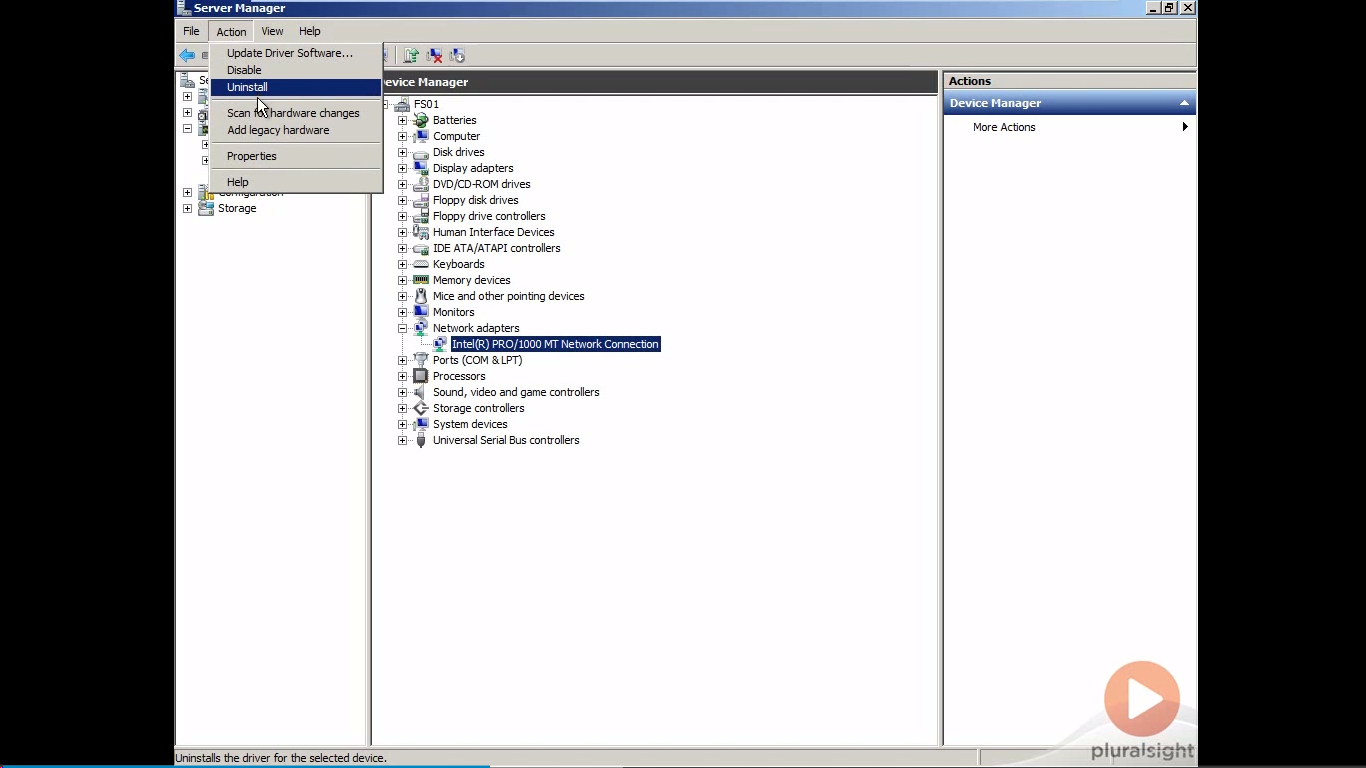 Server Manager
File Action View Help
Update Driver Software...
Disable
Uninstall
Scan for hardware changes
Add legacy hardware
Properties
Help
Storage
Device Manager
FS01
Batteries
Computer
Disk drives
Display adapters
DVD/CD-ROM drives
Floppy disk drives
Floppy drive controllers
Human Interface Devices
IDE ATA/ATAPI controllers
Keyboards
Memory devices
Mice and other pointing devices
Monitors
Network adapters
Intel(R) PRO/1000 MT Network Connection
Ports (COM & LPT)
Processors
Sound, video and game controllers
Storage controllers
System devices
Universal Serial Bus controllers
Actions
Device Manager
More Actions
pluralsight
Uninstalls the driver for the selected device.